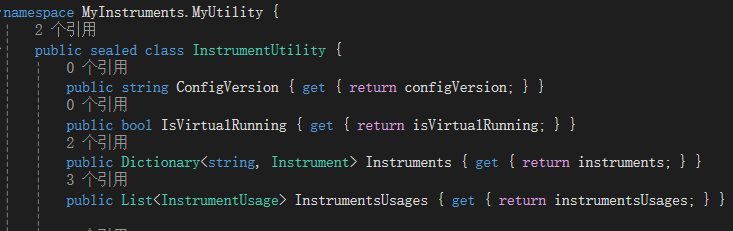 namespace MyInstruments.MyUtility {
2 个引用
public sealed class InstrumentUtility {
0 个引用
public string ConfigVersion { get { return configVersion; } }
0 个引用
public bool IsVirtualRunning { get { return isVirtualRunning; } }
2 个引用
public Dictionary<string, Instrument> Instruments { get { return instruments; } }
3 个引用
public List<InstrumentUsage> InstrumentsUsages { get { return instrumentsUsages; } }